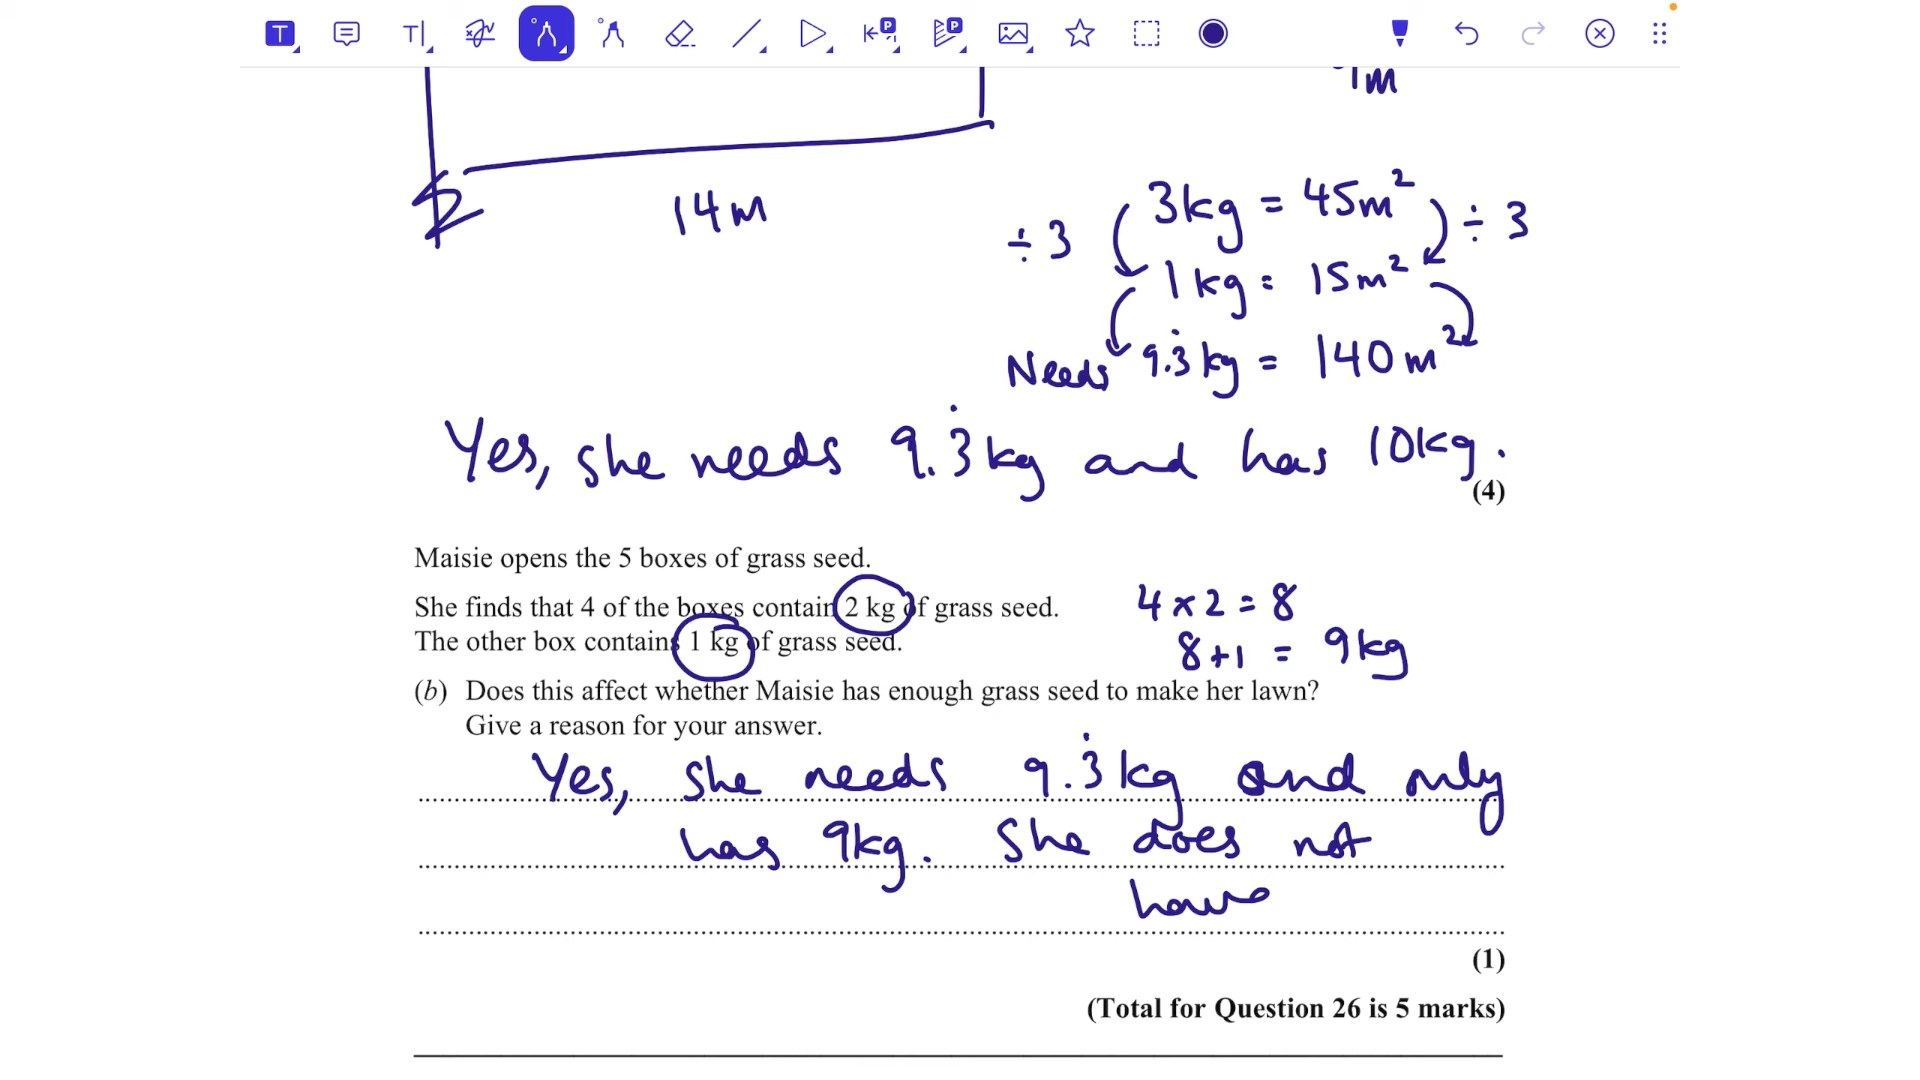 14m
3kg = 45m²
÷3 ÷3
1kg = 15m²
Needs 9.3̇kg = 140m²
Yes, she needs 9.3̇kg and has 10kg.
(4)
Maisie opens the 5 boxes of grass seed.
She finds that 4 of the boxes contain 2 kg of grass seed.
4 × 2 = 8
The other box contains 1 kg of grass seed.
8 + 1 = 9kg
(b) Does this affect whether Maisie has enough grass seed to make her lawn?
Give a reason for your answer.
Yes, she needs 9.3̇kg and only
has 9kg. She does not
have
(1)
(Total for Question 26 is 5 marks)